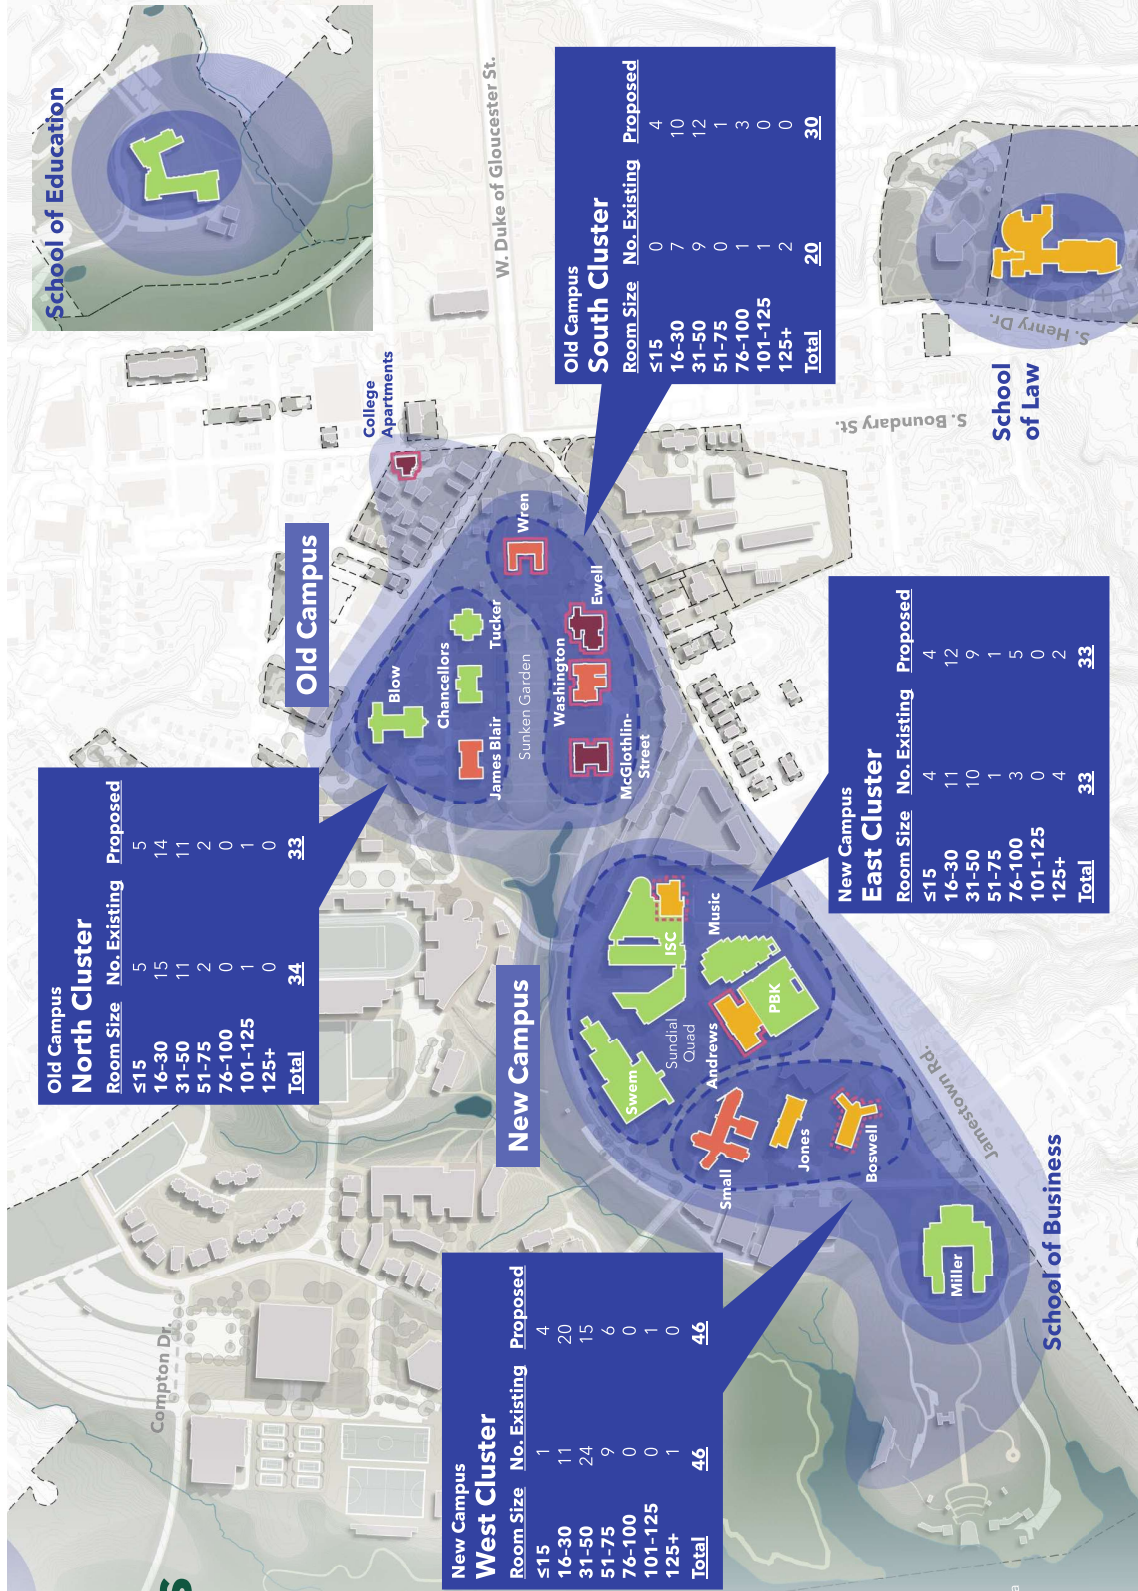 School of Education
W. Duke of Gloucester St.
Old Campus
South Cluster
Room Size No. Existing Proposed
≤15 0 4
16-30 7 10
31-50 9 12
51-75 0 1
76-100 1 3
101-125 1 0
125+ 2 0
Total 20 30
College
Apartments
S. Henry Dr.
School
of Law
S. Boundary St.
Old Campus
Wren
Ewell
Washington
McGlothlin-
Street
Sunken Garden
Tucker
Chancellors
Blow
James Blair
Old Campus
North Cluster
Room Size No. Existing Proposed
≤15 5 5
16-30 15 14
31-50 11 11
51-75 2 2
76-100 0 0
101-125 1 1
125+ 0 0
Total 34 33
New Campus
East Cluster
Room Size No. Existing Proposed
≤15 4 4
16-30 11 12
31-50 10 9
51-75 1 1
76-100 3 5
101-125 0 0
125+ 4 2
Total 33 33
New Campus
ISC
Music
PBK
Andrews
Sundial
Quad
Swem
Small
Jones
Boswell
Jamestown Rd.
Miller
School of Business
Compton Dr.
New Campus
West Cluster
Room Size No. Existing Proposed
≤15 1 4
16-30 11 20
31-50 24 15
51-75 9 6
76-100 0 0
101-125 0 1
125+ 1 0
Total 46 46
s
a